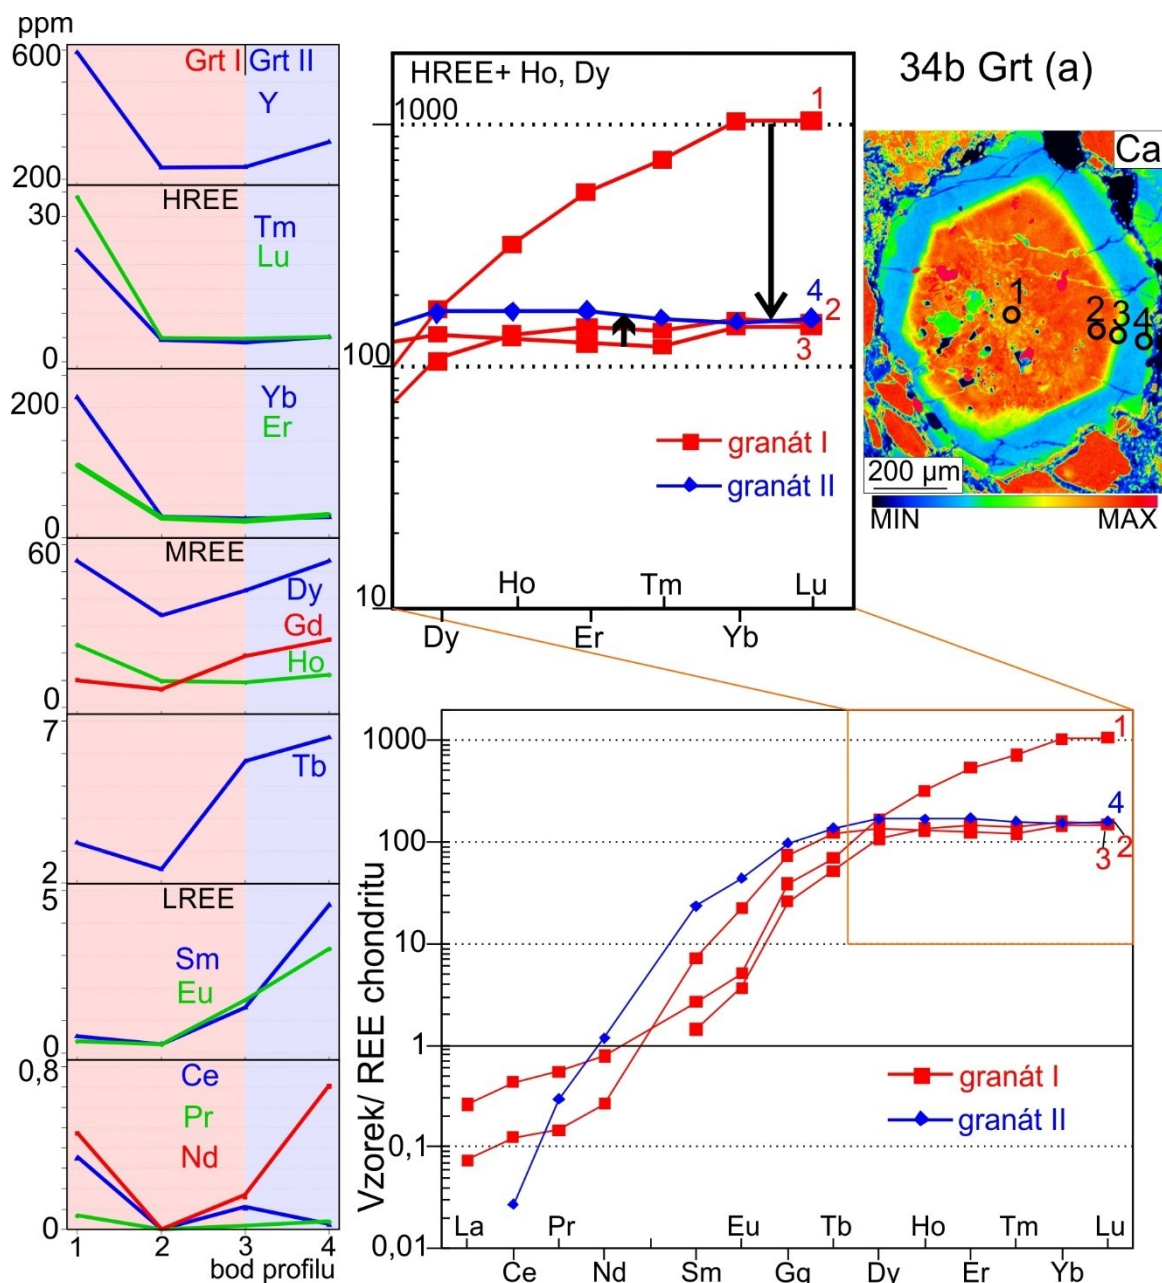 ppm
600
Grt I
Grt II
Y
200
HREE
30
Tm
Lu
0
200
Yb
Er
0
60
MREE
Dy
Gd
Ho
0
7
Tb
2
5
LREE
Sm
Eu
0
0,8
Ce
Pr
Nd
0
1 2 3 4
bod profilu
HREE+ Ho, Dy
1000
1
4
2
3
100
granát I
granát II
10
Ho Tm Lu
Dy Er Yb
34b Grt (a)
Ca
1
2
3
4
200 µm
MIN MAX
Vzorek/ REE chondritu
1000
100
10
1
0,1
0,01
1
4
2
3
granát I
granát II
La Pr Eu Tb Ho Tm Lu
Ce Nd Sm Gg Dy Er Yb